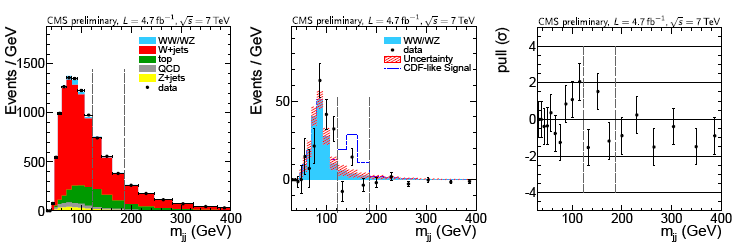 CMS preliminary, L = 4.7 fb⁻¹, √s = 7 TeV
Events / GeV
WW/WZ
W+jets
top
QCD
Z+jets
data
1500
1000
500
0
100 200 300 400
m_jj (GeV)
CMS preliminary, L = 4.7 fb⁻¹, √s = 7 TeV
Events / GeV
WW/WZ
data
Uncertainty
CDF-like Signal
50
0
100 200 300 400
m_jj (GeV)
CMS preliminary, L = 4.7 fb⁻¹, √s = 7 TeV
pull (σ)
4
2
0
-2
-4
100 200 300 400
m_jj (GeV)